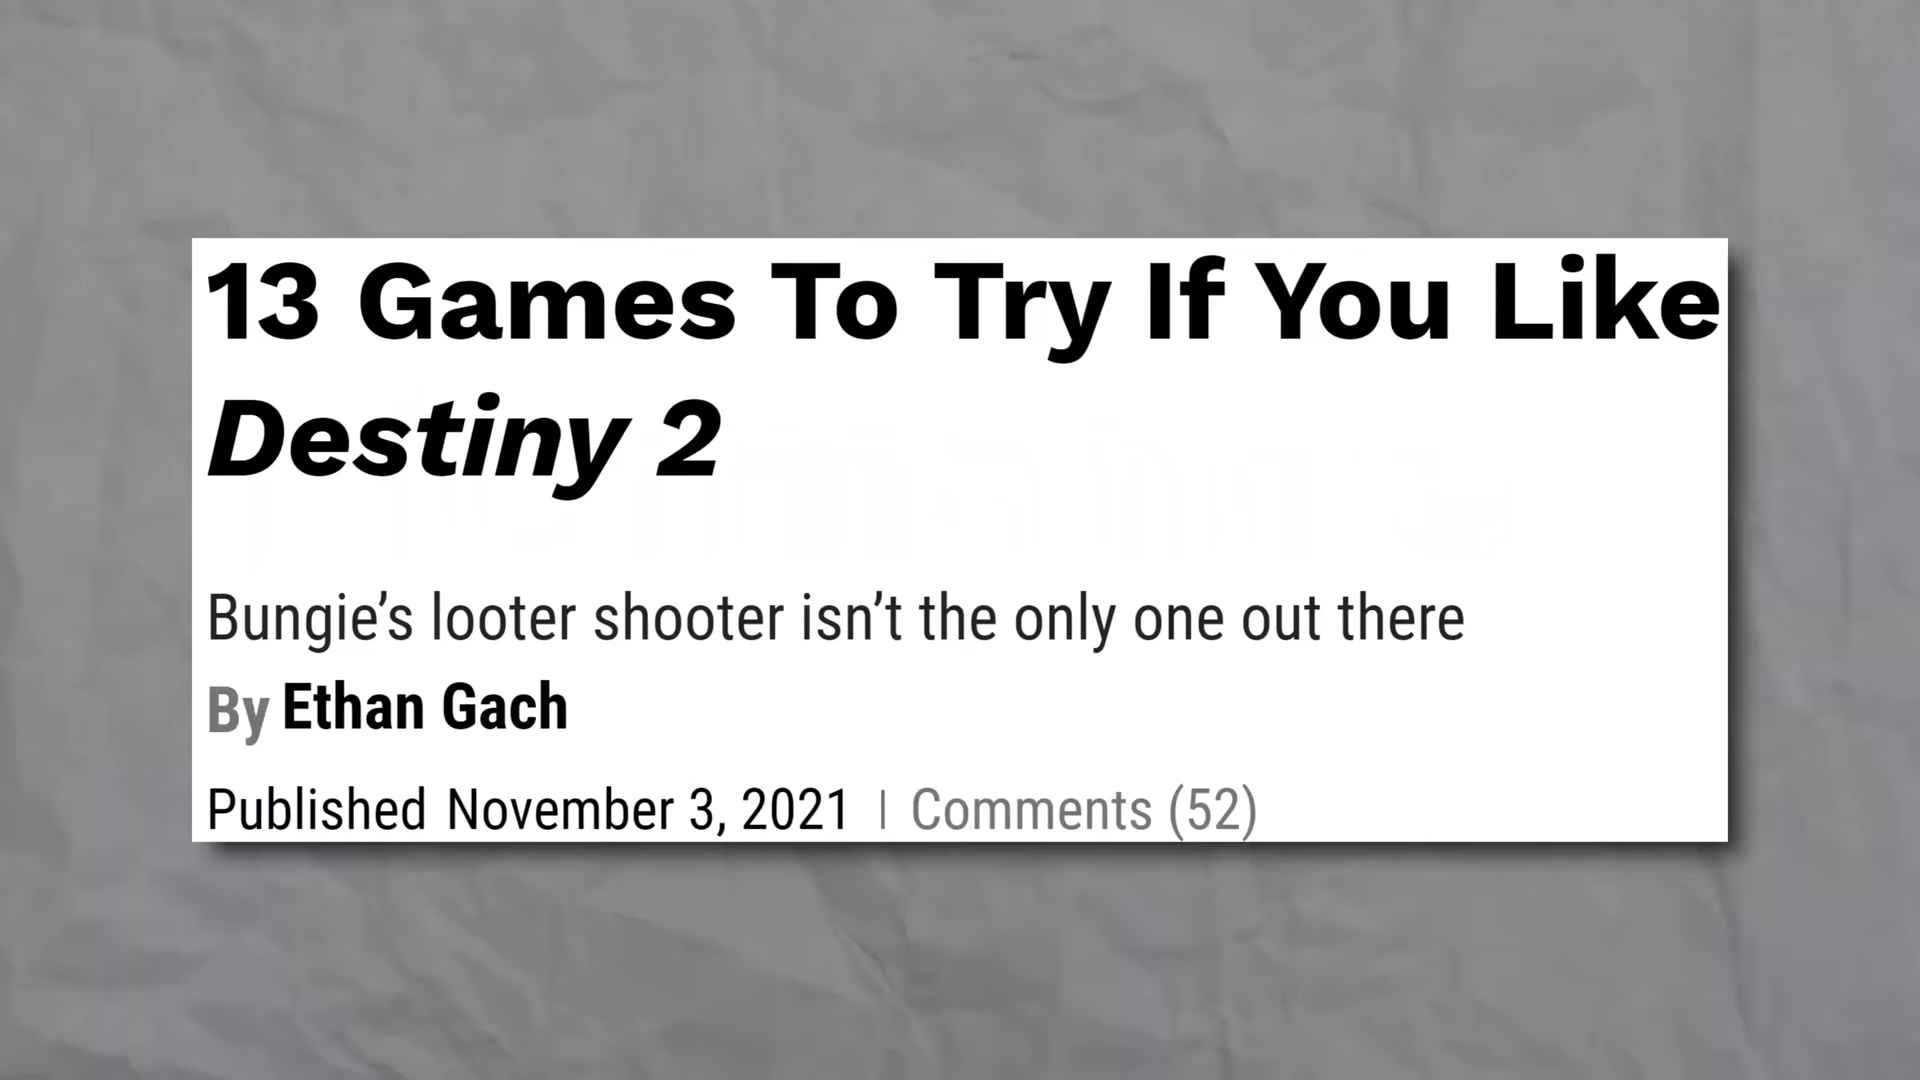 13 Games To Try If You Like
Destiny 2
Bungie’s looter shooter isn’t the only one out there
By Ethan Gach
Published November 3, 2021 | Comments (52)